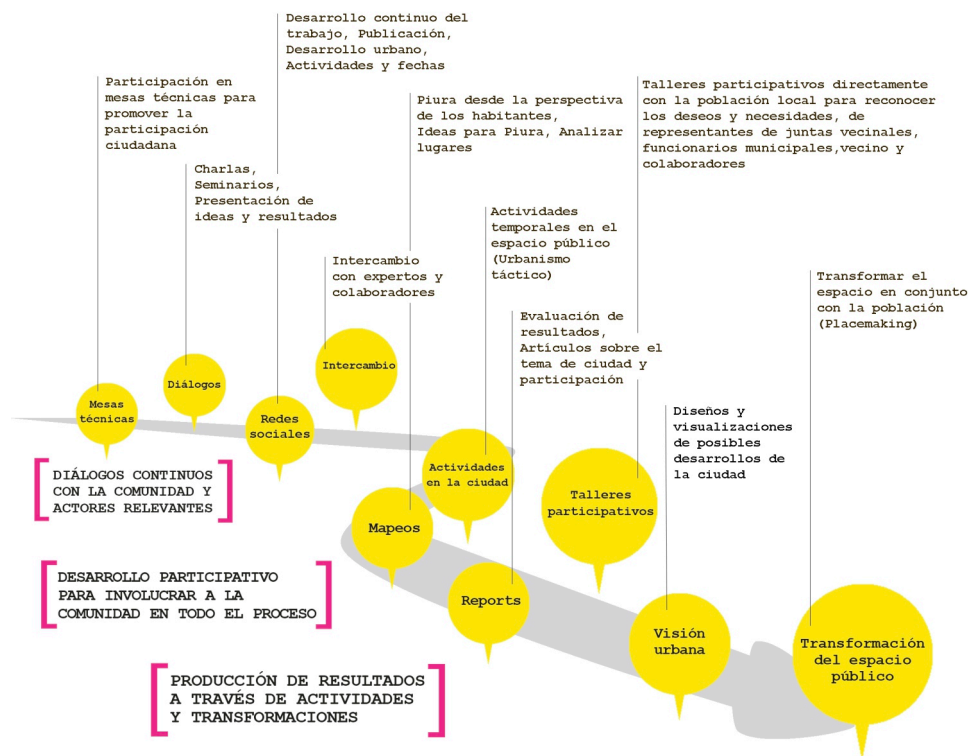 Desarrollo continuo del
trabajo, Publicación,
Desarrollo urbano,
Actividades y fechas
Participación en
mesas técnicas para
promover la
participación
ciudadana
Piura desde la perspectiva
de los habitantes,
Ideas para Piura, Analizar
lugares
Talleres participativos directamente
con la población local para reconocer
los deseos y necesidades, de
representantes de juntas vecinales,
funcionarios municipales,vecino y
colaboradores
Charlas,
Seminarios,
Presentación de
ideas y resultados
Actividades
temporales en el
espacio público
(Urbanismo
táctico)
Intercambio
con expertos y
colaboradores
Transformar el
espacio en conjunto
con la población
(Placemaking)
Evaluación de
resultados,
Artículos sobre el
tema de ciudad y
participación
Diseños y
visualizaciones
de posibles
desarrollos de
la ciudad
Mesas
técnicas
Diálogos
Redes
sociales
Intercambio
Actividades
en la ciudad
Mapeos
Reports
Talleres
participativos
Visión
urbana
Transformación
del espacio
público
DIÁLOGOS CONTINUOS
CON LA COMUNIDAD Y
ACTORES RELEVANTES
DESARROLLO PARTICIPATIVO
PARA INVOLUCRAR A LA
COMUNIDAD EN TODO EL PROCESO
PRODUCCIÓN DE RESULTADOS
A TRAVÉS DE ACTIVIDADES
Y TRANSFORMACIONES